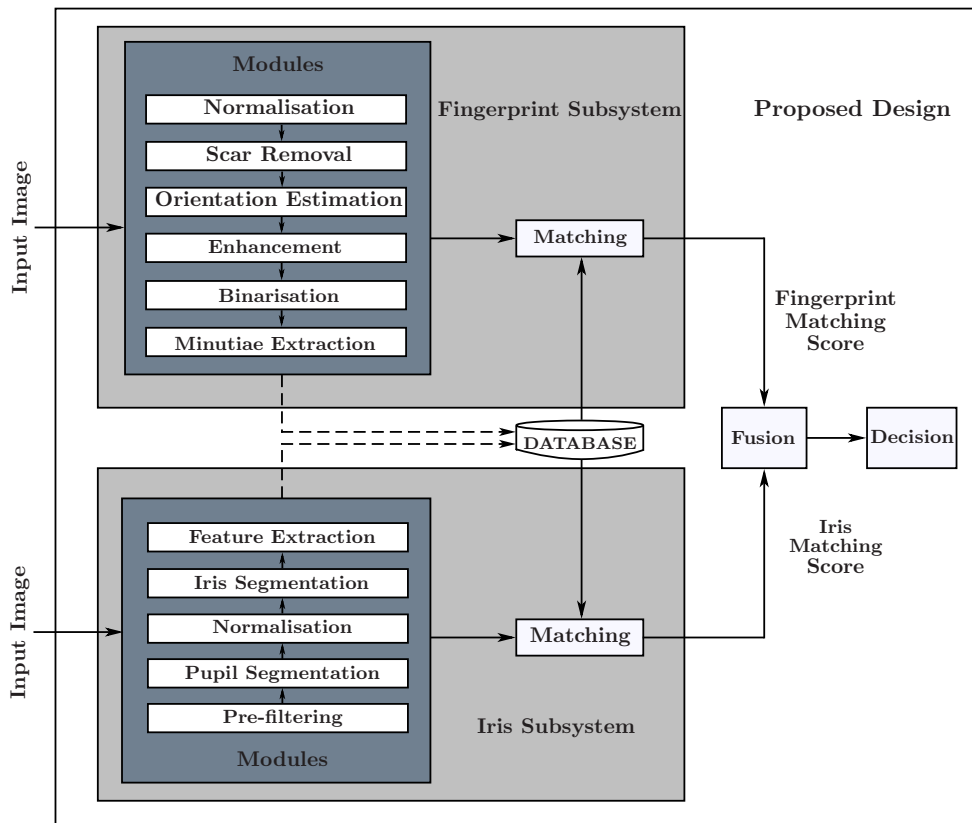 Modules
Normalisation
Scar Removal
Orientation Estimation
Enhancement
Binarisation
Minutiae Extraction
Fingerprint Subsystem
Proposed Design
Input Image
Matching
Fingerprint
Matching
Score
DATABASE
Fusion
Decision
Feature Extraction
Iris Segmentation
Normalisation
Pupil Segmentation
Pre-filtering
Modules
Input Image
Matching
Iris
Matching
Score
Iris Subsystem